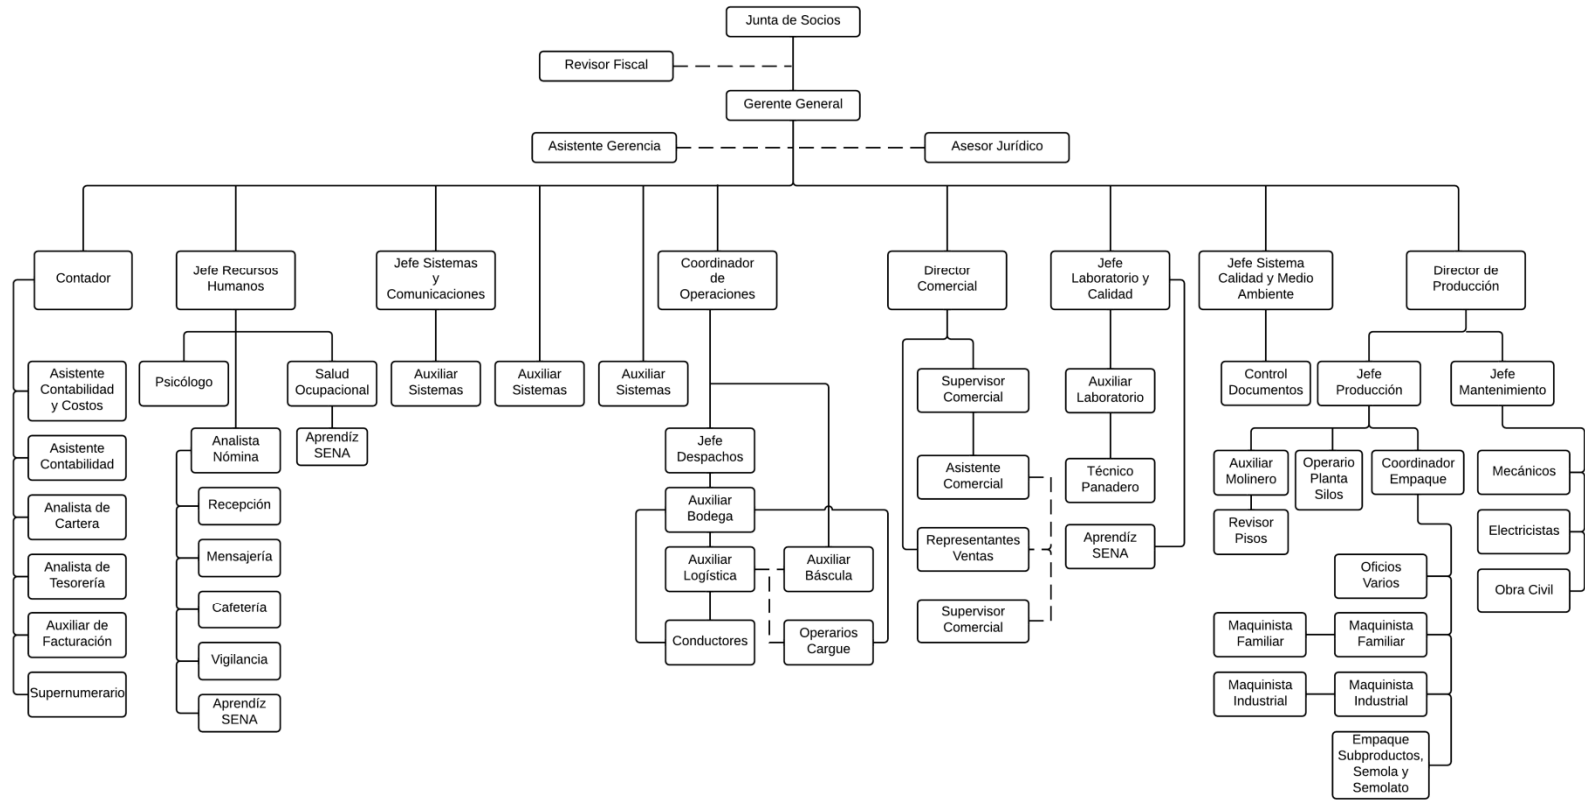 Junta de Socios
Revisor Fiscal
Gerente General
Asistente Gerencia
Asesor Jurídico
Contador
Jefe Recursos
Humanos
Jefe Sistemas
y
Comunicaciones
Coordinador
de
Operaciones
Director
Comercial
Jefe
Laboratorio y
Calidad
Jefe Sistema
Calidad y Medio
Ambiente
Director de
Producción
Asistente
Contabilidad
y Costos
Psicólogo
Salud
Ocupacional
Auxiliar
Sistemas
Auxiliar
Sistemas
Auxiliar
Sistemas
Supervisor
Comercial
Auxiliar
Laboratorio
Control
Documentos
Jefe
Producción
Jefe
Mantenimiento
Asistente
Contabilidad
Analista
Nómina
Aprendíz
SENA
Jefe
Despachos
Asistente
Comercial
Técnico
Panadero
Auxiliar
Molinero
Operario
Planta
Silos
Coordinador
Empaque
Mecánicos
Analista de
Cartera
Recepción
Auxiliar
Bodega
Revisor
Pisos
Electricistas
Analista de
Tesorería
Mensajería
Auxiliar
Logística
Auxiliar
Báscula
Representantes
Ventas
Aprendíz
SENA
Oficios
Varios
Obra Civil
Auxiliar de
Facturación
Cafetería
Conductores
Operarios
Cargue
Supervisor
Comercial
Maquinista
Familiar
Maquinista
Familiar
Supernumerario
Vigilancia
Maquinista
Industrial
Maquinista
Industrial
Aprendíz
SENA
Empaque
Subproductos,
Semola y
Semolato